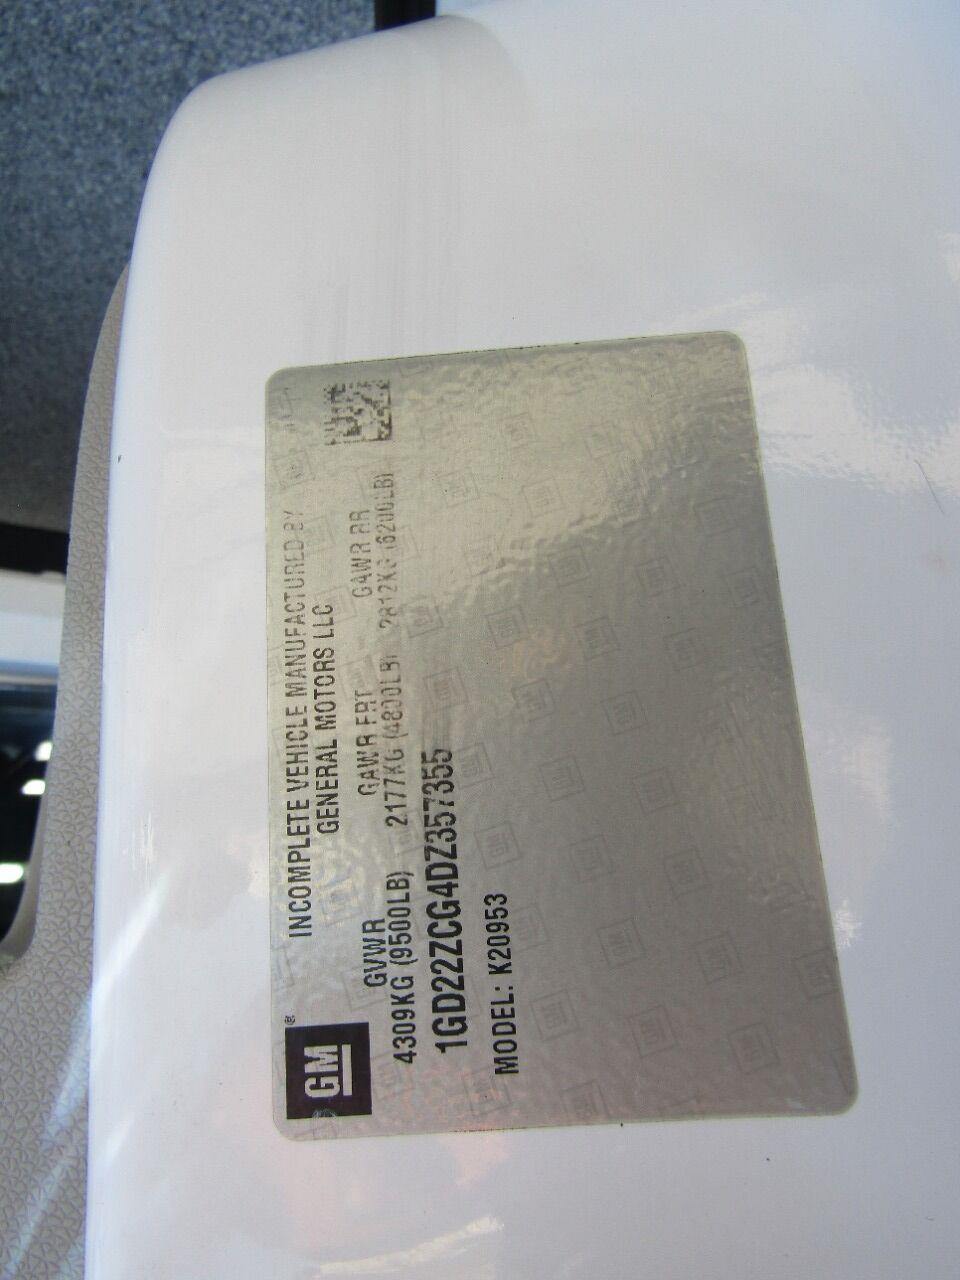 GM®
INCOMPLETE VEHICLE MANUFACTURED BY
GENERAL MOTORS LLC
GVWR GAWR FRT GAWR RR
4309KG (9500LB) 2177KG (4800LB) 2812KG (6200LB)
1GD22ZCG4DZ357355
MODEL: K20953